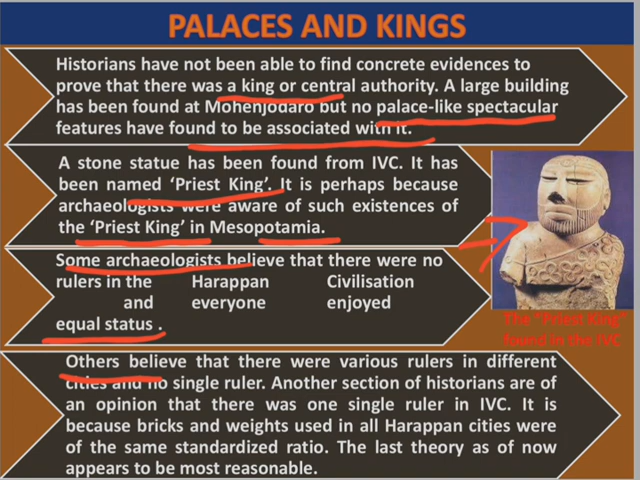 PALACES AND KINGS
Historians have not been able to find concrete evidences to
prove that there was a king or central authority. A large building
has been found at Mohenjodaro but no palace-like spectacular
features have found to be associated with it.
A stone statue has been found from IVC. It has
been named ‘Priest King’. It is perhaps because
archaeologists were aware of such existences of
the ‘Priest King’ in Mesopotamia.
Some archaeologists believe that there were no
rulers in the Harappan Civilisation
and everyone enjoyed
equal status .
The "Priest King"
found in the IVC
Others believe that there were various rulers in different
cities and no single ruler. Another section of historians are of
an opinion that there was one single ruler in IVC. It is
because bricks and weights used in all Harappan cities were
of the same standardized ratio. The last theory as of now
appears to be most reasonable.